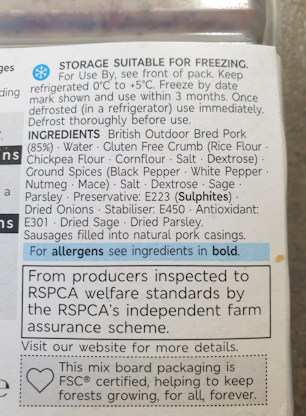 ges
STORAGE SUITABLE FOR FREEZING.
For Use By, see front of pack. Keep
refrigerated 0°C to +5°C. Freeze by date
mark shown and use within 3 months. Once
defrosted (in a refrigerator) use immediately.
Defrost thoroughly before use.
INGREDIENTS British Outdoor Bred Pork
(85%) · Water · Gluten Free Crumb (Rice Flour ·
Chickpea Flour · Cornflour · Salt · Dextrose) ·
Ground Spices (Black Pepper · White Pepper ·
Nutmeg · Mace) · Salt · Dextrose · Sage ·
Parsley · Preservative: E223 (Sulphites) ·
Dried Onions · Stabiliser: E450 · Antioxidant:
E301 · Dried Sage · Dried Parsley.
Sausages filled into natural pork casings.
For allergens see ingredients in bold.
From producers inspected to
RSPCA welfare standards by
the RSPCA's independent farm
assurance scheme.
Visit our website for more details.
This mix board packaging is
FSC® certified, helping to keep
forests growing, for all, forever.